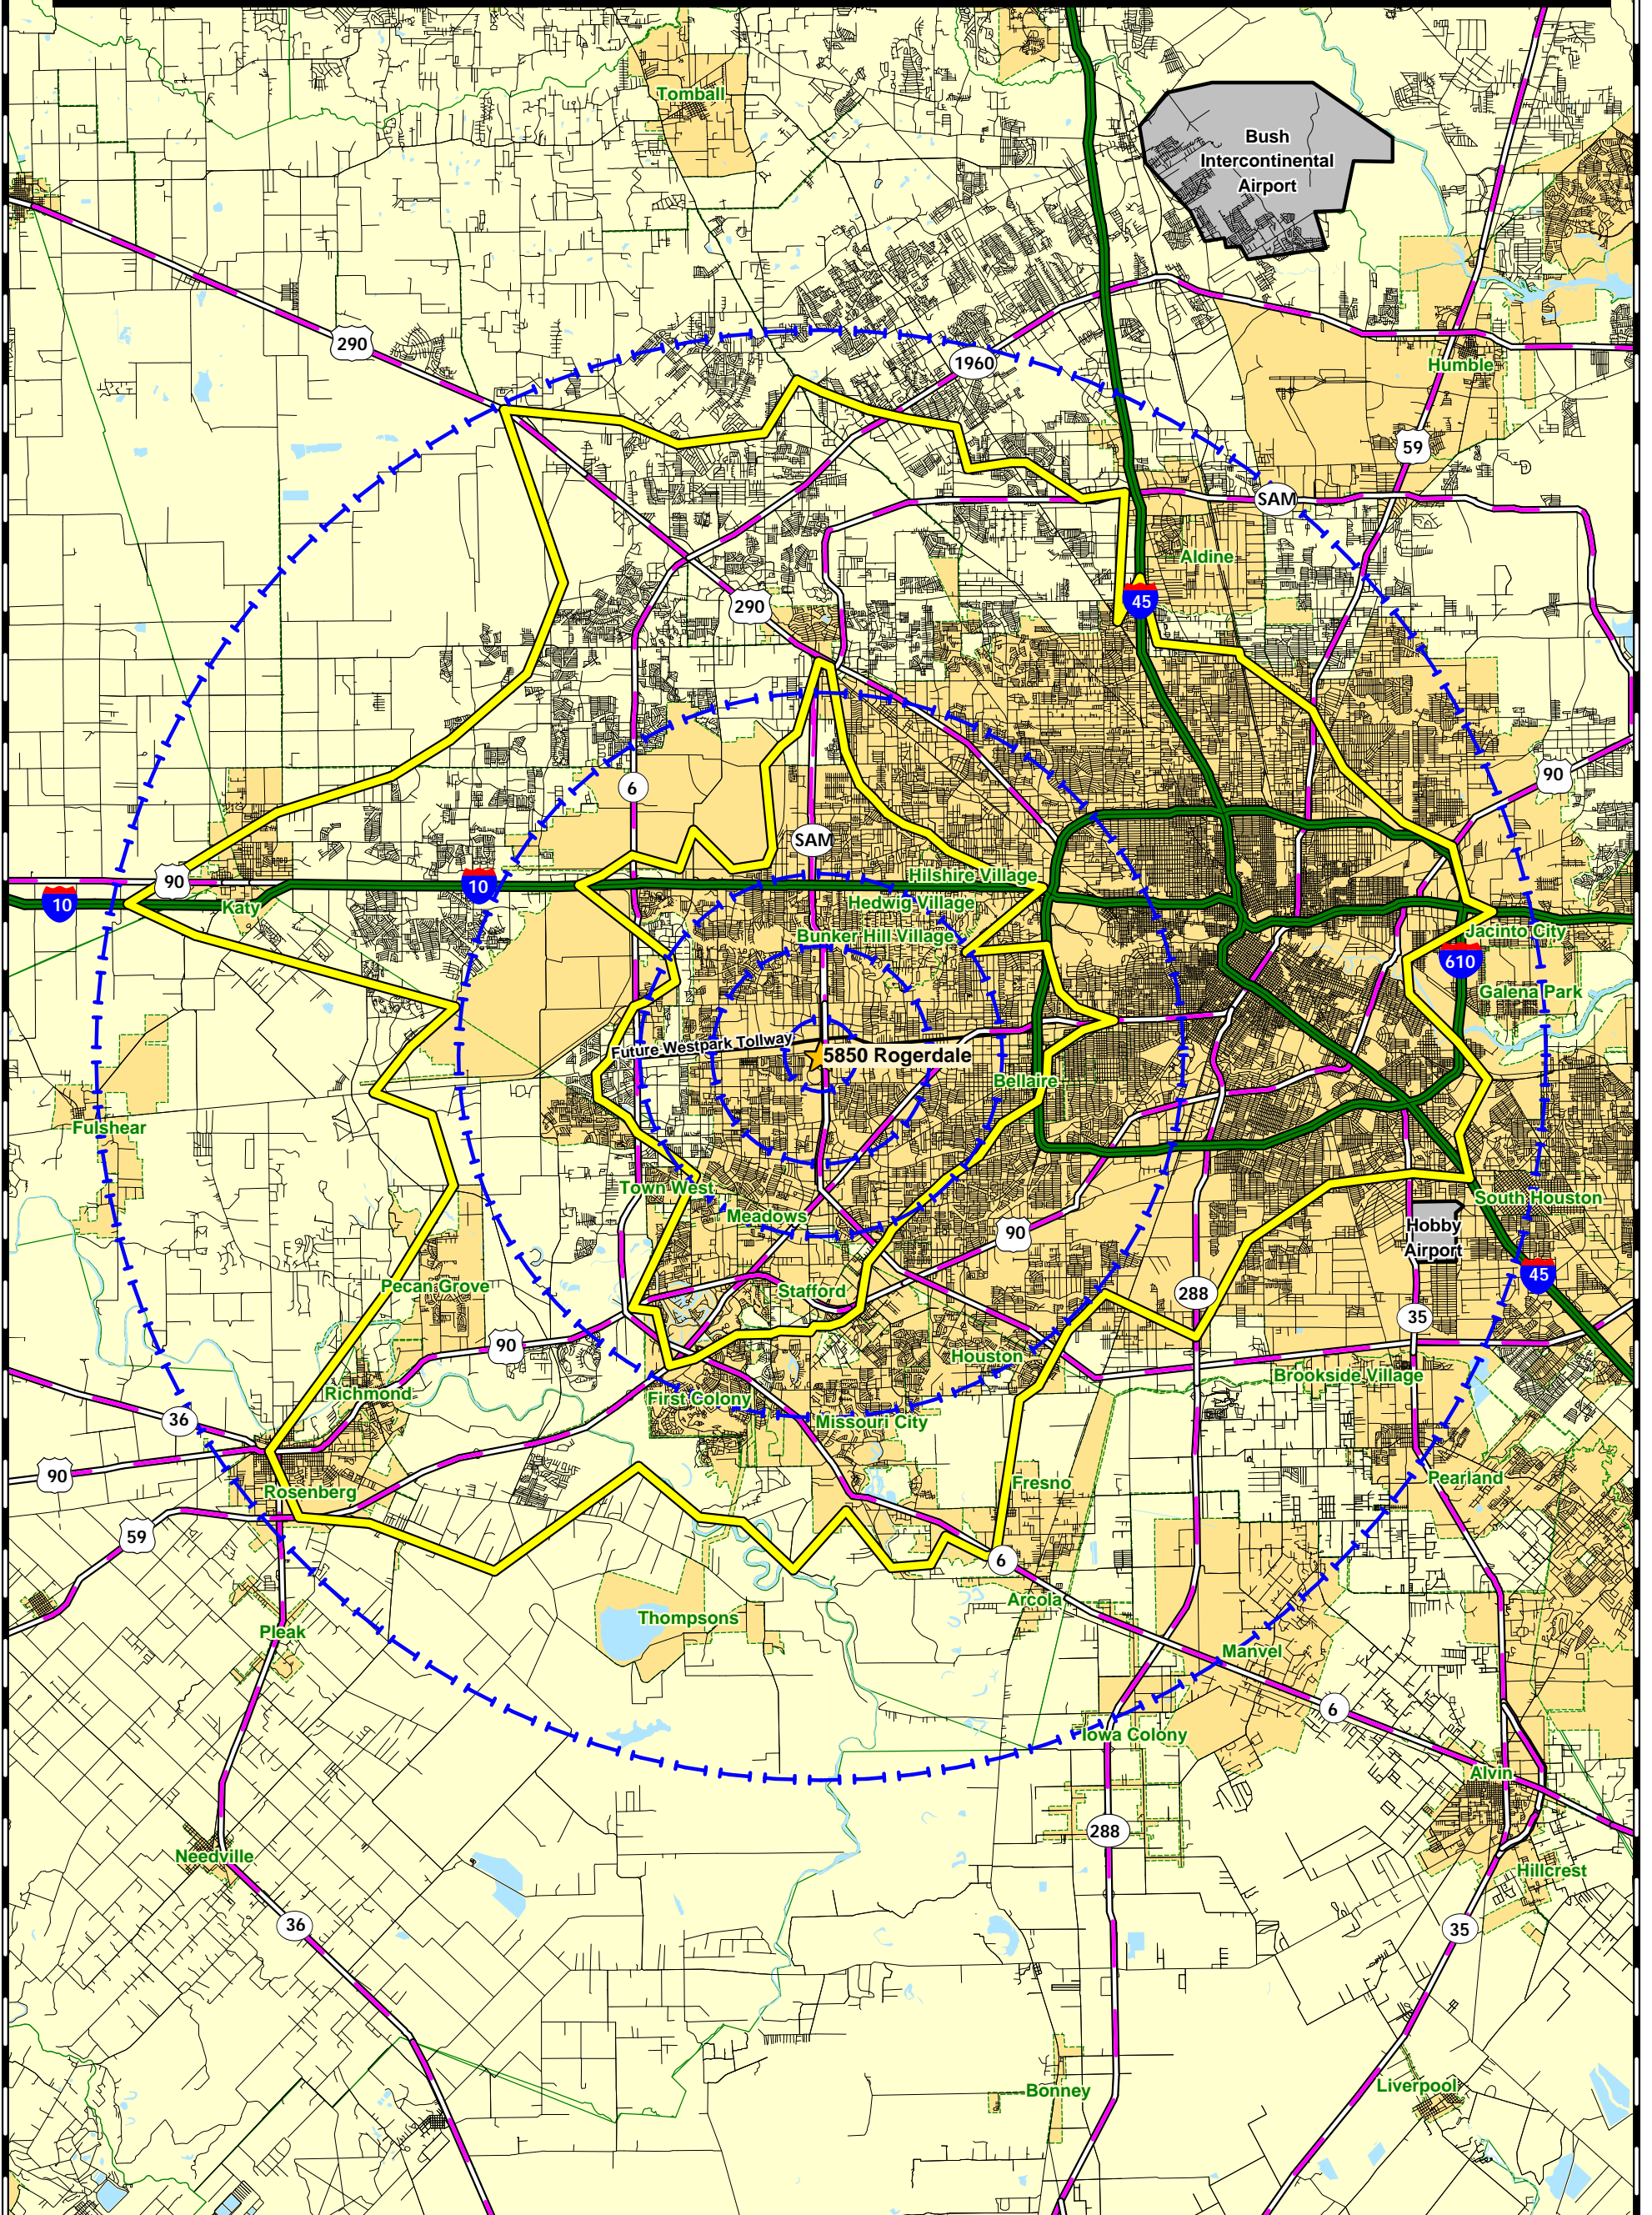 Tomball
Bush
Intercontinental
Airport
290
1960
Humble
59
SAM
Aldine
45
290
90
6
SAM
Hilshire Village
90
10
10
Katy
Hedwig Village
Bunker Hill Village
Jacinto City
610
Galena Park
Future Westpark Tollway
5850 Rogerdale
Bellaire
Fulshear
Town West
Meadows
South Houston
Hobby
Airport
90
45
Pecan Grove
Stafford
288
35
90
Houston
Brookside Village
Richmond
First Colony
Missouri City
36
90
Rosenberg
Fresno
Pearland
59
6
Arcola
Thompsons
Pleak
Manvel
6
Iowa Colony
Alvin
288
Needville
Hillcrest
36
35
Bonney
Liverpool